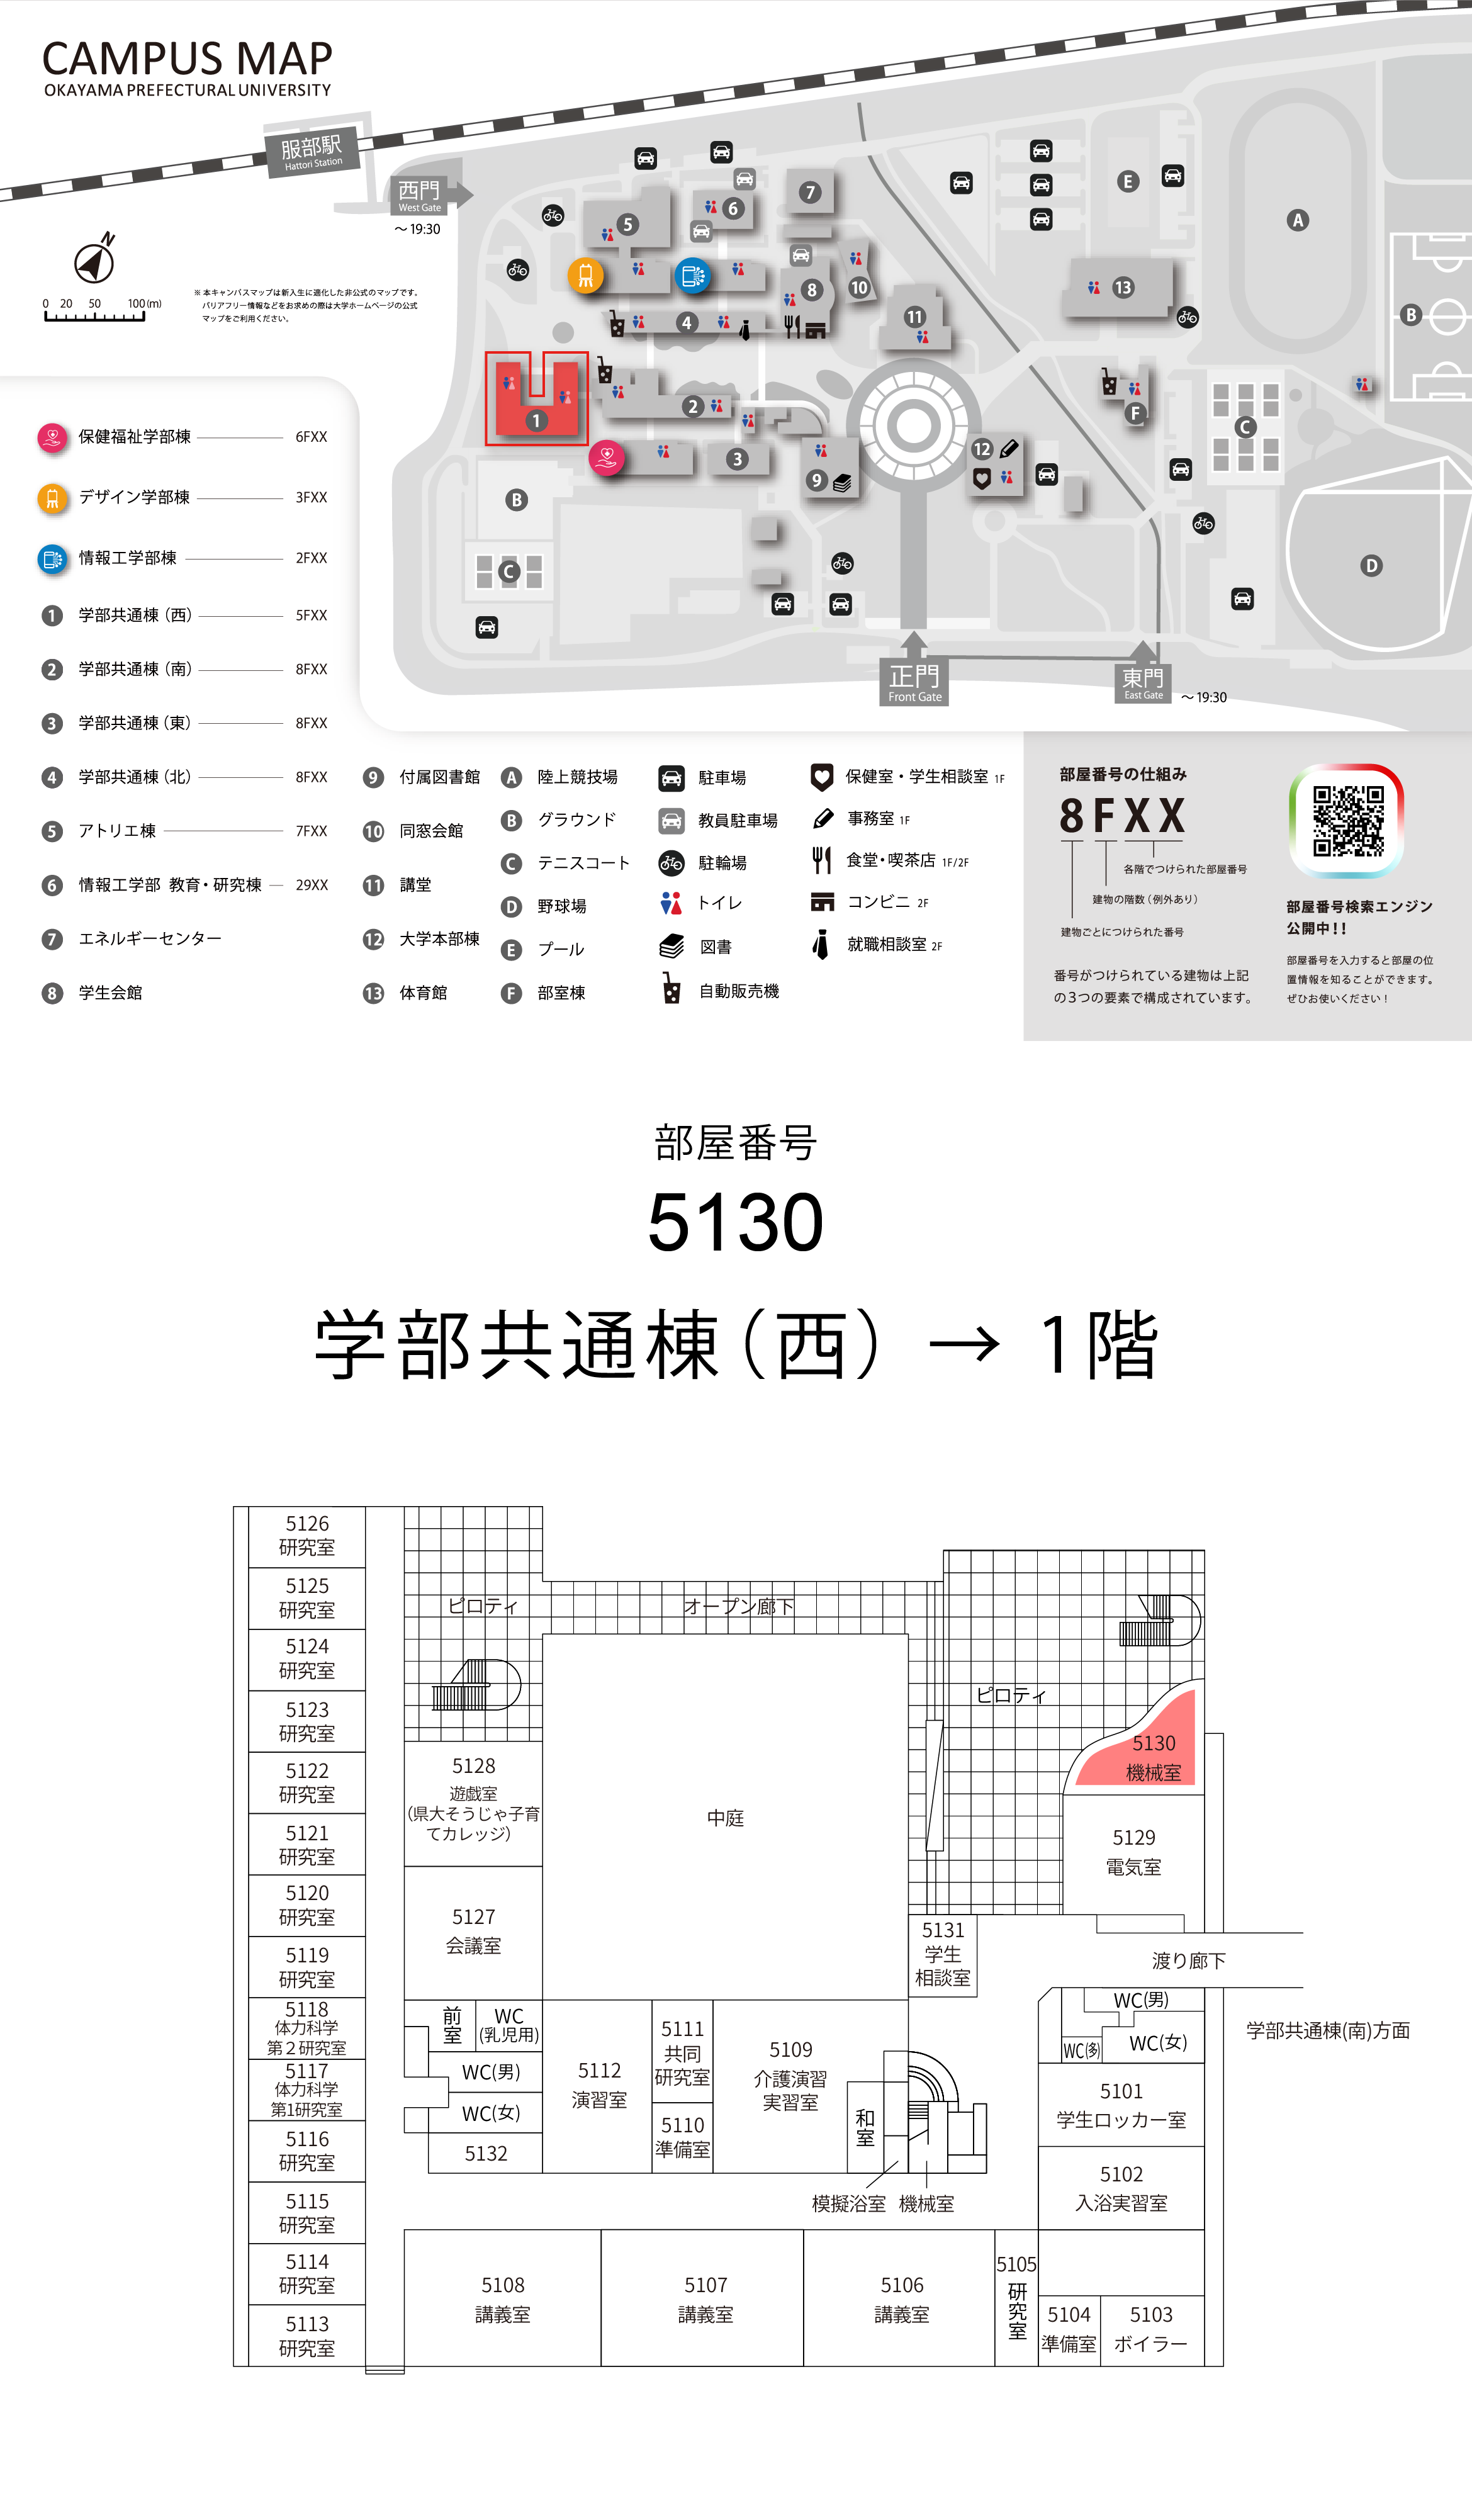 CAMPUS MAP
OKAYAMA PREFECTURAL UNIVERSITY
服部駅
Hattori Station
西門
West Gate
～19:30
N
0 20 50 100(m)
※ 本キャンパスマップは新入生に適化した非公式のマップです。
バリアフリー情報などをお求めの際は大学ホームページの公式
マップをご利用ください。
5
6
7
8
10
4
11
13
E
A
B
1
2
3
9
12
F
C
B
C
D
正門
Front Gate
東門
East Gate
～19:30
保健福祉学部棟 6FXX
デザイン学部棟 3FXX
情報工学部棟 2FXX
1 学部共通棟（西） 5FXX
2 学部共通棟（南） 8FXX
3 学部共通棟（東） 8FXX
4 学部共通棟（北） 8FXX
5 アトリエ棟 7FXX
6 情報工学部 教育・研究棟 29XX
7 エネルギーセンター
8 学生会館
9 付属図書館
10 同窓会館
11 講堂
12 大学本部棟
13 体育館
A 陸上競技場
B グラウンド
C テニスコート
D 野球場
E プール
F 部室棟
駐車場
教員駐車場
駐輪場
トイレ
図書
自動販売機
保健室・学生相談室 1F
事務室 1F
食堂・喫茶店 1F/2F
コンビニ 2F
就職相談室 2F
部屋番号の仕組み
8FXX
各階でつけられた部屋番号
建物の階数（例外あり）
建物ごとにつけられた番号
番号がつけられている建物は上記
の３つの要素で構成されています。
部屋番号検索エンジン
公開中！！
部屋番号を入力すると部屋の位
置情報を知ることができます。
ぜひお使いください！
部屋番号
5130
学部共通棟（西）→ 1階
5126
研究室
5125
研究室
5124
研究室
5123
研究室
5122
研究室
5121
研究室
5120
研究室
5119
研究室
5118
体力科学
第２研究室
5117
体力科学
第1研究室
5116
研究室
5115
研究室
5114
研究室
5113
研究室
ピロティ
オープン廊下
5128
遊戯室
（県大そうじゃ子育
てカレッジ）
5127
会議室
中庭
ピロティ
5130
機械室
5129
電気室
5131
学生
相談室
渡り廊下
学部共通棟(南)方面
前室
WC
(乳児用)
WC(男)
WC(女)
5132
5112
演習室
5111
共同
研究室
5110
準備室
5109
介護演習
実習室
和室
模擬浴室
機械室
WC(男)
WC(多)
WC(女)
5101
学生ロッカー室
5102
入浴実習室
5108
講義室
5107
講義室
5106
講義室
5105
研究室
5104
準備室
5103
ボイラー